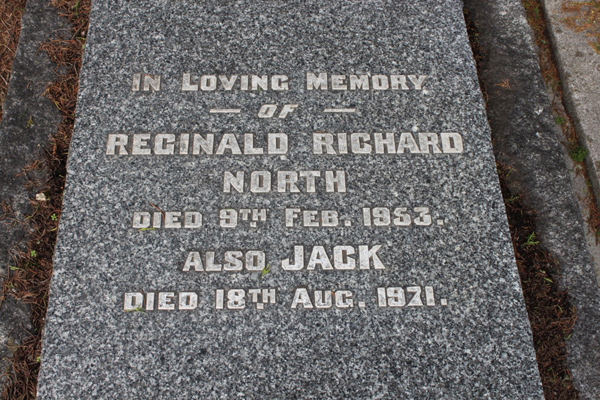 IN LOVING MEMORY
— OF —
REGINALD RICHARD
NORTH
DIED 9TH FEB. 1953.
ALSO JACK
DIED 18TH AUG. 1971.